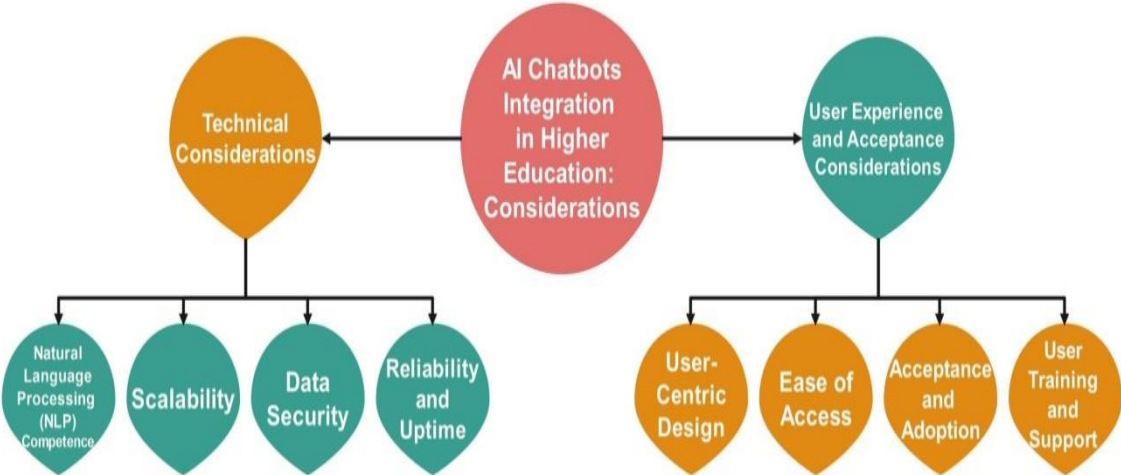 AI Chatbots
Integration
in Higher
Education:
Considerations
Technical
Considerations
User Experience
and Acceptance
Considerations
Natural
Language
Processing
(NLP)
Competence
Scalability
Data
Security
Reliability
and
Uptime
User-
Centric
Design
Ease of
Access
Acceptance
and
Adoption
User
Training
and
Support